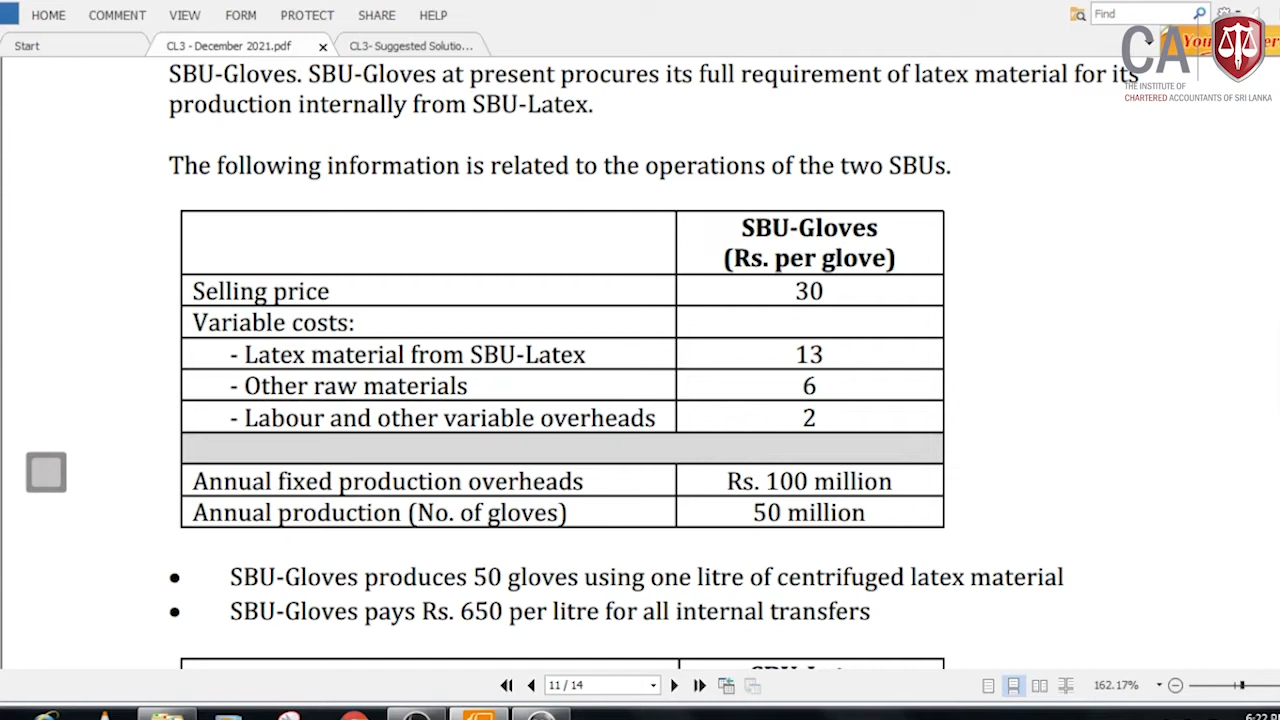 HOME COMMENT VIEW FORM PROTECT SHARE HELP
Find
Start
CL3 - December 2021.pdf
CL3- Suggested Solutio...
You
CA
THE INSTITUTE OF
CHARTERED ACCOUNTANTS OF SRI LANKA
SBU-Gloves. SBU-Gloves at present procures its full requirement of latex material for its
production internally from SBU-Latex.
The following information is related to the operations of the two SBUs.
SBU-Gloves
(Rs. per glove)
Selling price 30
Variable costs:
- Latex material from SBU-Latex 13
- Other raw materials 6
- Labour and other variable overheads 2
Annual fixed production overheads Rs. 100 million
Annual production (No. of gloves) 50 million
• SBU-Gloves produces 50 gloves using one litre of centrifuged latex material
• SBU-Gloves pays Rs. 650 per litre for all internal transfers
11 / 14
162.17%